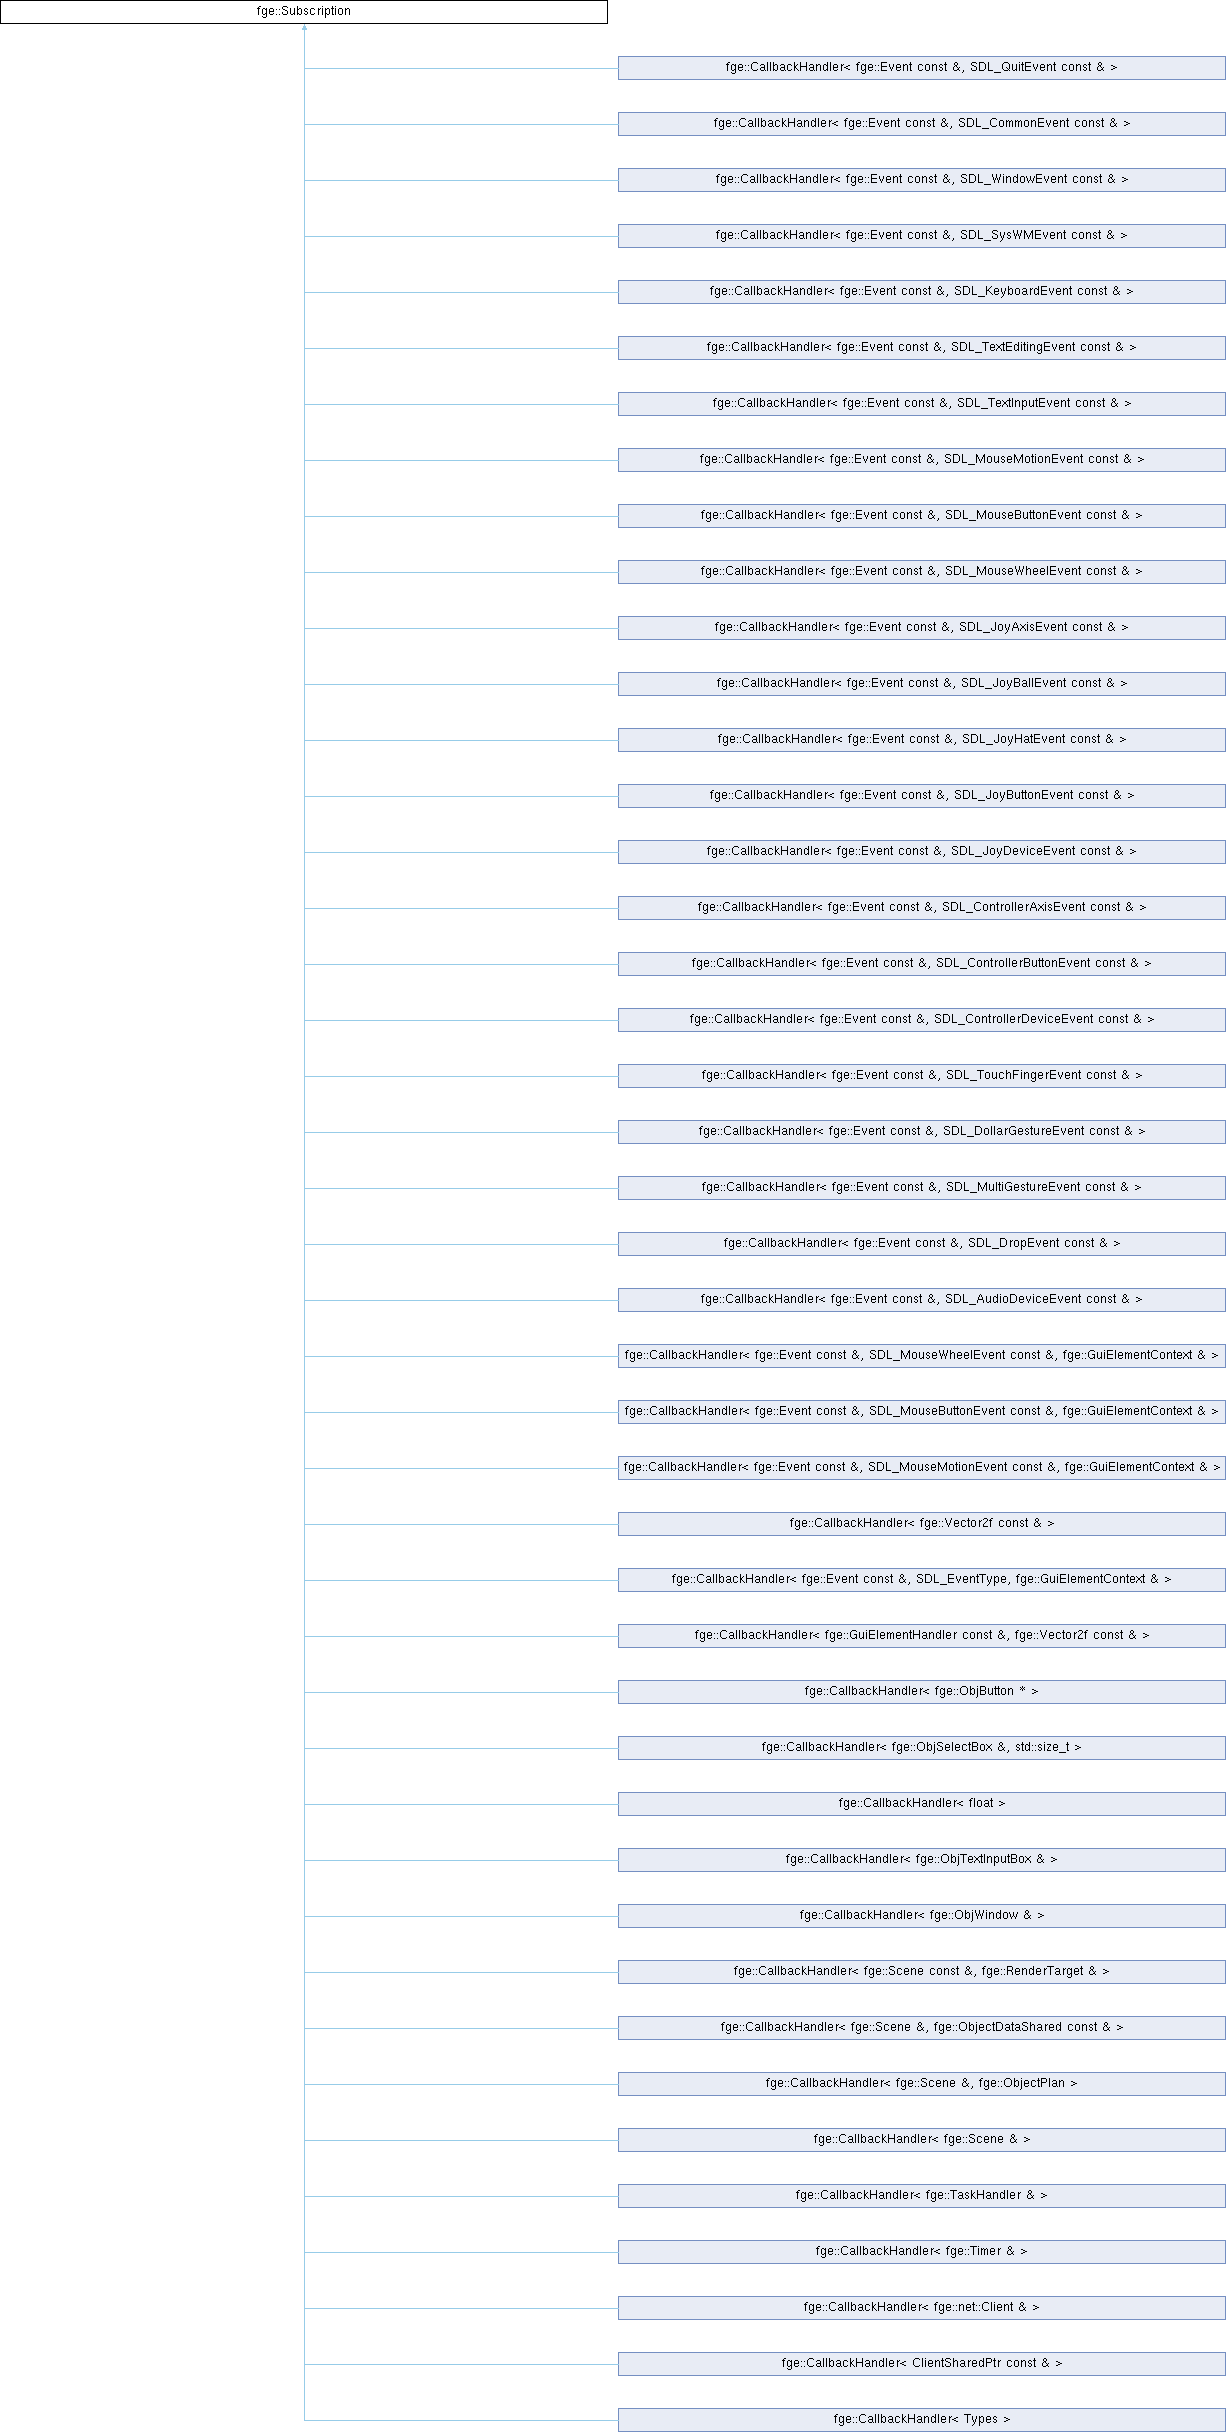 fge::Subscription
fge::CallbackHandler< fge::Event const &, SDL_QuitEvent const & >
fge::CallbackHandler< fge::Event const &, SDL_CommonEvent const & >
fge::CallbackHandler< fge::Event const &, SDL_WindowEvent const & >
fge::CallbackHandler< fge::Event const &, SDL_SysWMEvent const & >
fge::CallbackHandler< fge::Event const &, SDL_KeyboardEvent const & >
fge::CallbackHandler< fge::Event const &, SDL_TextEditingEvent const & >
fge::CallbackHandler< fge::Event const &, SDL_TextInputEvent const & >
fge::CallbackHandler< fge::Event const &, SDL_MouseMotionEvent const & >
fge::CallbackHandler< fge::Event const &, SDL_MouseButtonEvent const & >
fge::CallbackHandler< fge::Event const &, SDL_MouseWheelEvent const & >
fge::CallbackHandler< fge::Event const &, SDL_JoyAxisEvent const & >
fge::CallbackHandler< fge::Event const &, SDL_JoyBallEvent const & >
fge::CallbackHandler< fge::Event const &, SDL_JoyHatEvent const & >
fge::CallbackHandler< fge::Event const &, SDL_JoyButtonEvent const & >
fge::CallbackHandler< fge::Event const &, SDL_JoyDeviceEvent const & >
fge::CallbackHandler< fge::Event const &, SDL_ControllerAxisEvent const & >
fge::CallbackHandler< fge::Event const &, SDL_ControllerButtonEvent const & >
fge::CallbackHandler< fge::Event const &, SDL_ControllerDeviceEvent const & >
fge::CallbackHandler< fge::Event const &, SDL_TouchFingerEvent const & >
fge::CallbackHandler< fge::Event const &, SDL_DollarGestureEvent const & >
fge::CallbackHandler< fge::Event const &, SDL_MultiGestureEvent const & >
fge::CallbackHandler< fge::Event const &, SDL_DropEvent const & >
fge::CallbackHandler< fge::Event const &, SDL_AudioDeviceEvent const & >
fge::CallbackHandler< fge::Event const &, SDL_MouseWheelEvent const &, fge::GuiElementContext & >
fge::CallbackHandler< fge::Event const &, SDL_MouseButtonEvent const &, fge::GuiElementContext & >
fge::CallbackHandler< fge::Event const &, SDL_MouseMotionEvent const &, fge::GuiElementContext & >
fge::CallbackHandler< fge::Vector2f const & >
fge::CallbackHandler< fge::Event const &, SDL_EventType, fge::GuiElementContext & >
fge::CallbackHandler< fge::GuiElementHandler const &, fge::Vector2f const & >
fge::CallbackHandler< fge::ObjButton * >
fge::CallbackHandler< fge::ObjSelectBox &, std::size_t >
fge::CallbackHandler< float >
fge::CallbackHandler< fge::ObjTextInputBox & >
fge::CallbackHandler< fge::ObjWindow & >
fge::CallbackHandler< fge::Scene const &, fge::RenderTarget & >
fge::CallbackHandler< fge::Scene &, fge::ObjectDataShared const & >
fge::CallbackHandler< fge::Scene &, fge::ObjectPlan >
fge::CallbackHandler< fge::Scene & >
fge::CallbackHandler< fge::TaskHandler & >
fge::CallbackHandler< fge::Timer & >
fge::CallbackHandler< fge::net::Client & >
fge::CallbackHandler< ClientSharedPtr const & >
fge::CallbackHandler< Types >